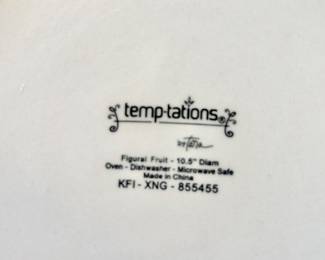 temp-tations®
by Tara
Figural Fruit - 10.5" Diam
Oven - Dishwasher - Microwave Safe
Made in China
KFI - XNG - 855455